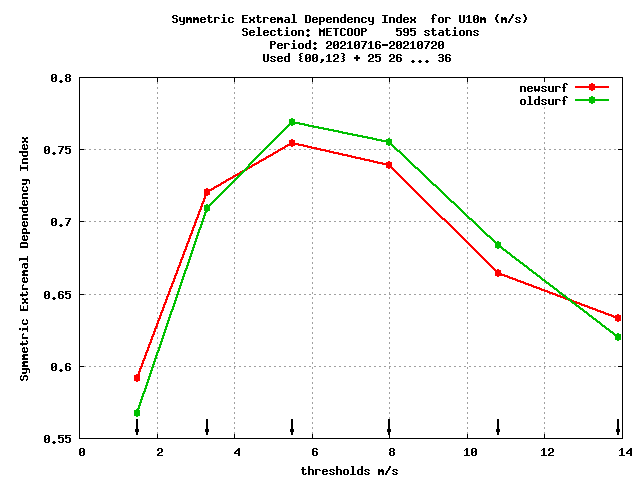 Symmetric Extremal Dependency Index  for U10m (m/s)
Selection: METCOOP    595 stations
Period: 20210716-20210720
Used {00,12} + 25 26 ... 36
newsurf
oldsurf
Symmetric Extremal Dependency Index
0.8
0.75
0.7
0.65
0.6
0.55
0 2 4 6 8 10 12 14
thresholds m/s